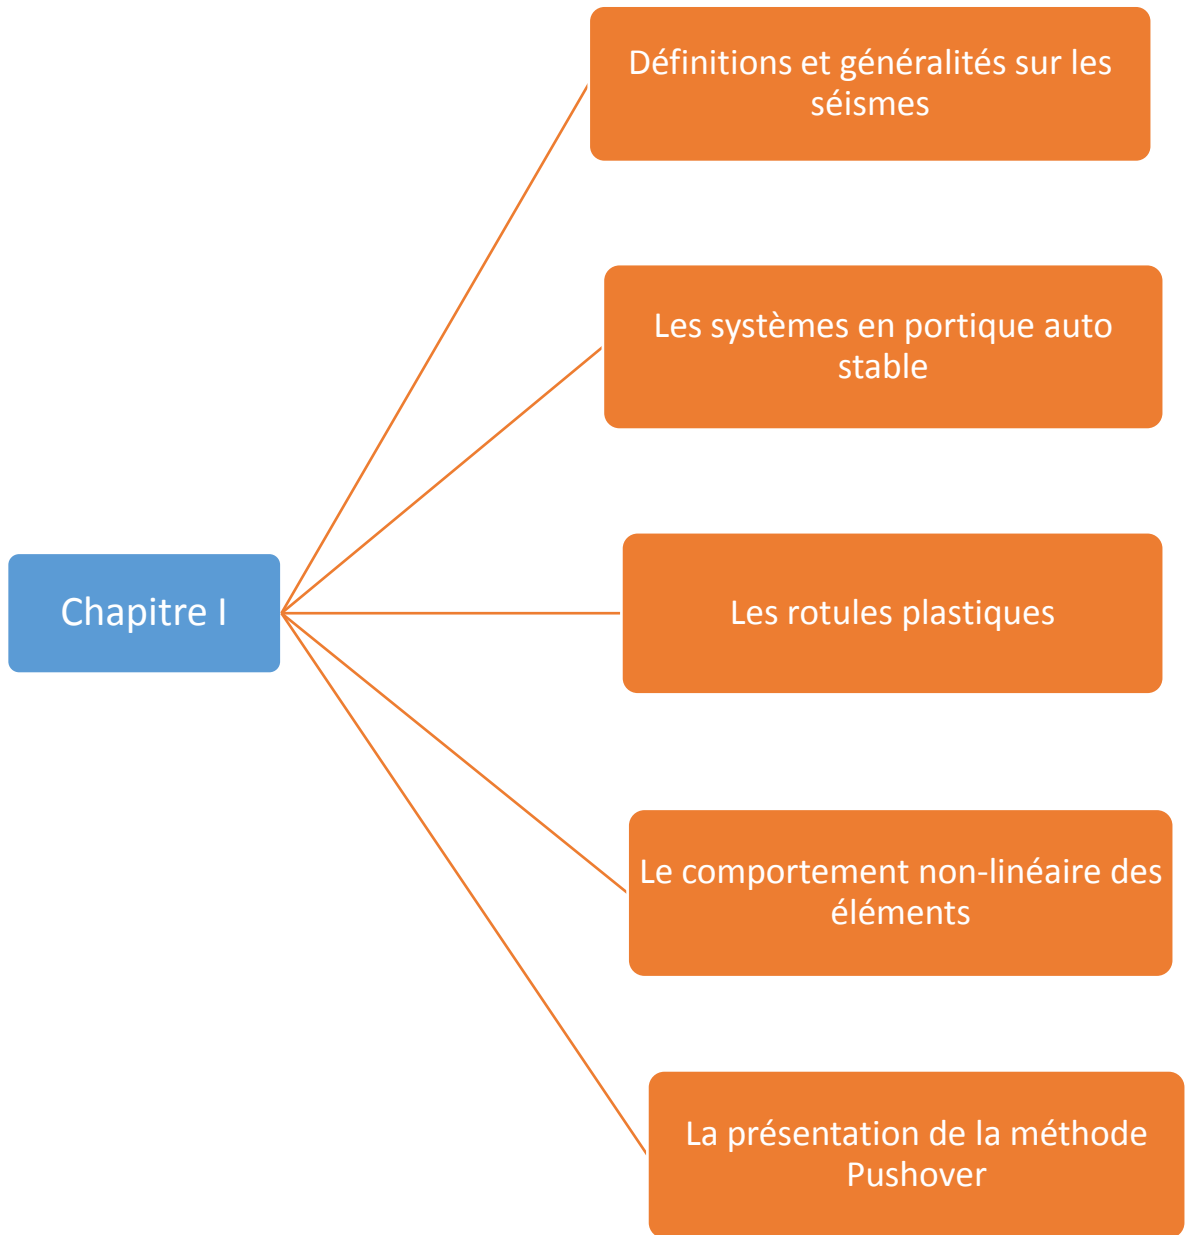 Définitions et généralités sur les
séismes
Les systèmes en portique auto
stable
Chapitre I
Les rotules plastiques
Le comportement non-linéaire des
éléments
La présentation de la méthode
Pushover